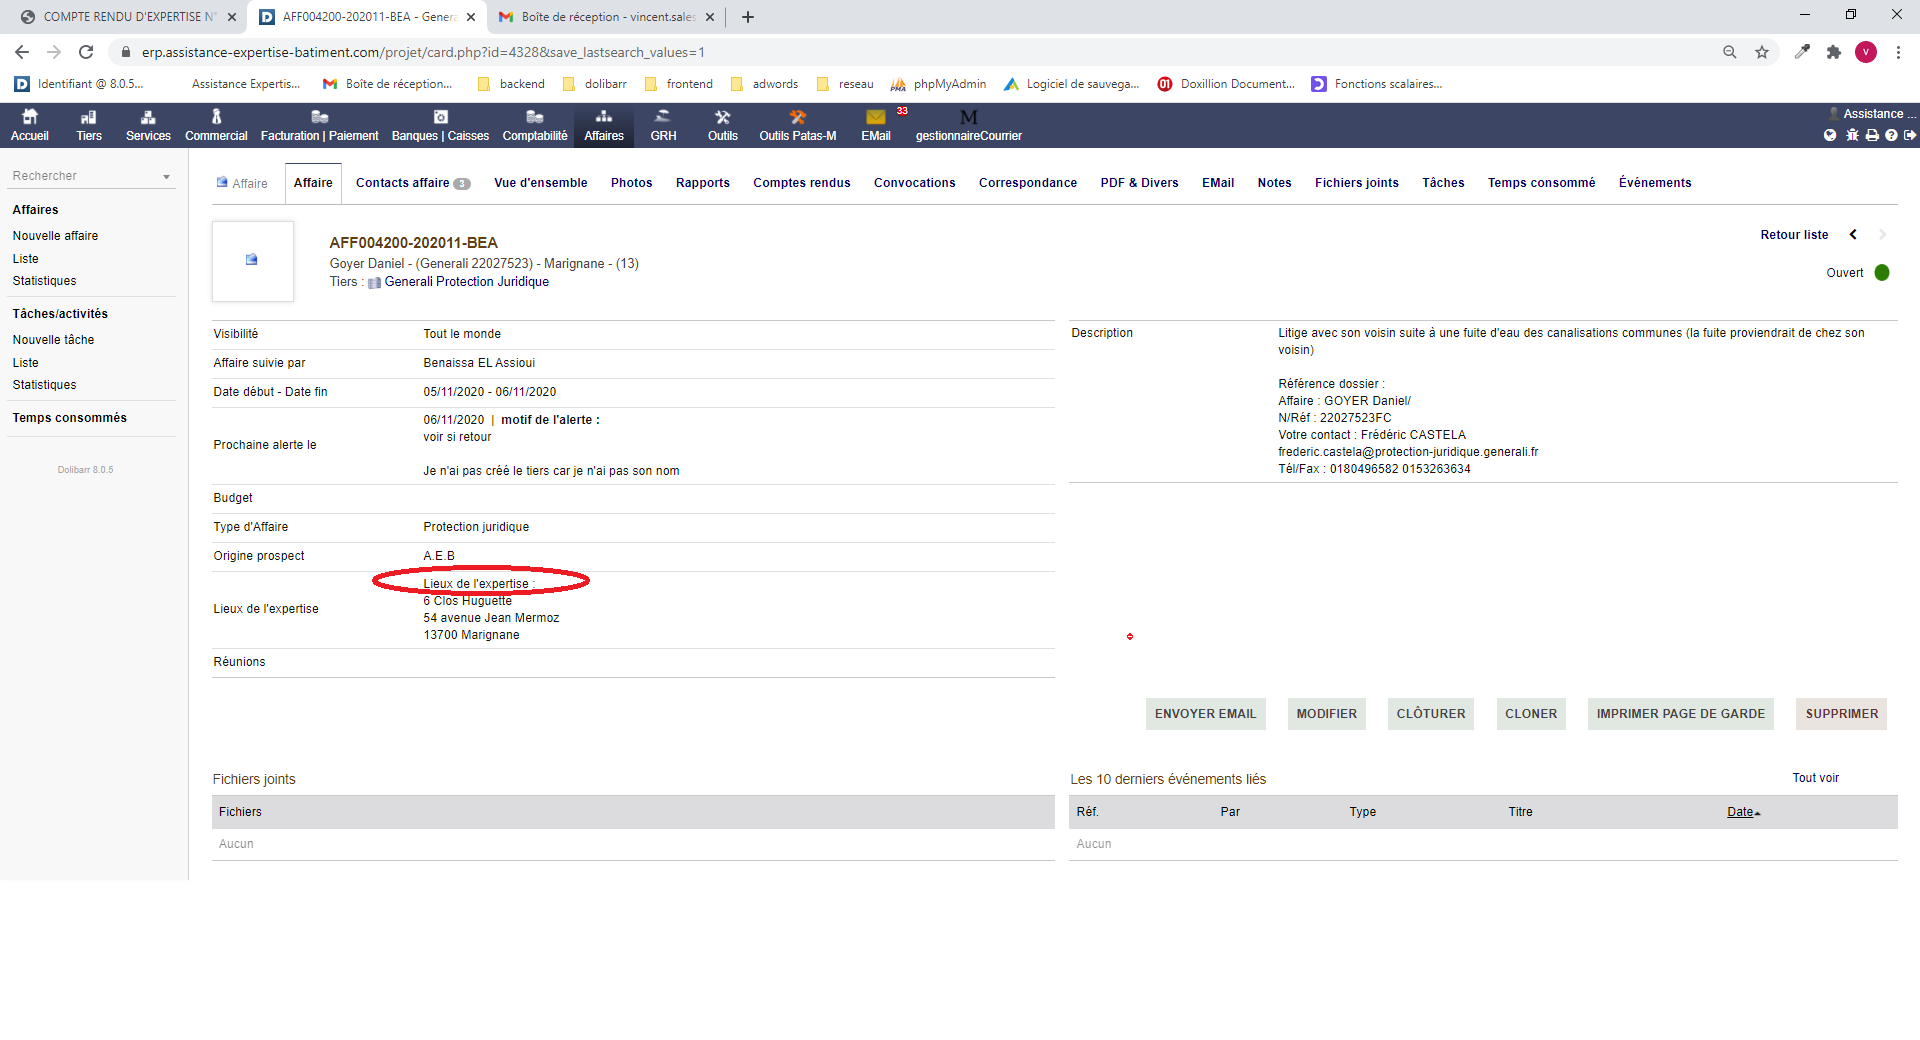 COMPTE RENDU D'EXPERTISE N°
AFF004200-202011-BEA - Genera
Boîte de réception - vincent.sales
erp.assistance-expertise-batiment.com/projet/card.php?id=4328&save_lastsearch_values=1
V
Identifiant @ 8.0.5...
Assistance Expertis...
Boîte de réception...
backend
dolibarr
frontend
adwords
reseau
phpMyAdmin
Logiciel de sauvega...
Doxillion Document...
Fonctions scalaires...
Accueil
Tiers
Services
Commercial
Facturation | Paiement
Banques | Caisses
Comptabilité
Affaires
GRH
Outils
Outils Patas-M
EMail
33
M
gestionnaireCourrier
Assistance ...
Rechercher
Affaires
Nouvelle affaire
Liste
Statistiques
Tâches/activités
Nouvelle tâche
Liste
Statistiques
Temps consommés
Dolibarr 8.0.5
Affaire
Affaire
Contacts affaire 3
Vue d'ensemble
Photos
Rapports
Comptes rendus
Convocations
Correspondance
PDF & Divers
EMail
Notes
Fichiers joints
Tâches
Temps consommé
Événements
AFF004200-202011-BEA
Goyer Daniel - (Generali 22027523) - Marignane - (13)
Tiers : Generali Protection Juridique
Retour liste
Ouvert
Visibilité
Tout le monde
Affaire suivie par
Benaissa EL Assioui
Date début - Date fin
05/11/2020 - 06/11/2020
Prochaine alerte le
06/11/2020 | motif de l'alerte :
voir si retour
Je n'ai pas créé le tiers car je n'ai pas son nom
Budget
Type d'Affaire
Protection juridique
Origine prospect
A.E.B
Lieux de l'expertise
Lieux de l'expertise :
6 Clos Huguette
54 avenue Jean Mermoz
13700 Marignane
Réunions
Description
Litige avec son voisin suite à une fuite d'eau des canalisations communes (la fuite proviendrait de chez son
voisin)
Référence dossier :
Affaire : GOYER Daniel/
N/Réf : 22027523FC
Votre contact : Frédéric CASTELA
frederic.castela@protection-juridique.generali.fr
Tél/Fax : 0180496582 0153263634
ENVOYER EMAIL
MODIFIER
CLÔTURER
CLONER
IMPRIMER PAGE DE GARDE
SUPPRIMER
Fichiers joints
Fichiers
Aucun
Les 10 derniers événements liés
Tout voir
Réf.
Par
Type
Titre
Date
Aucun